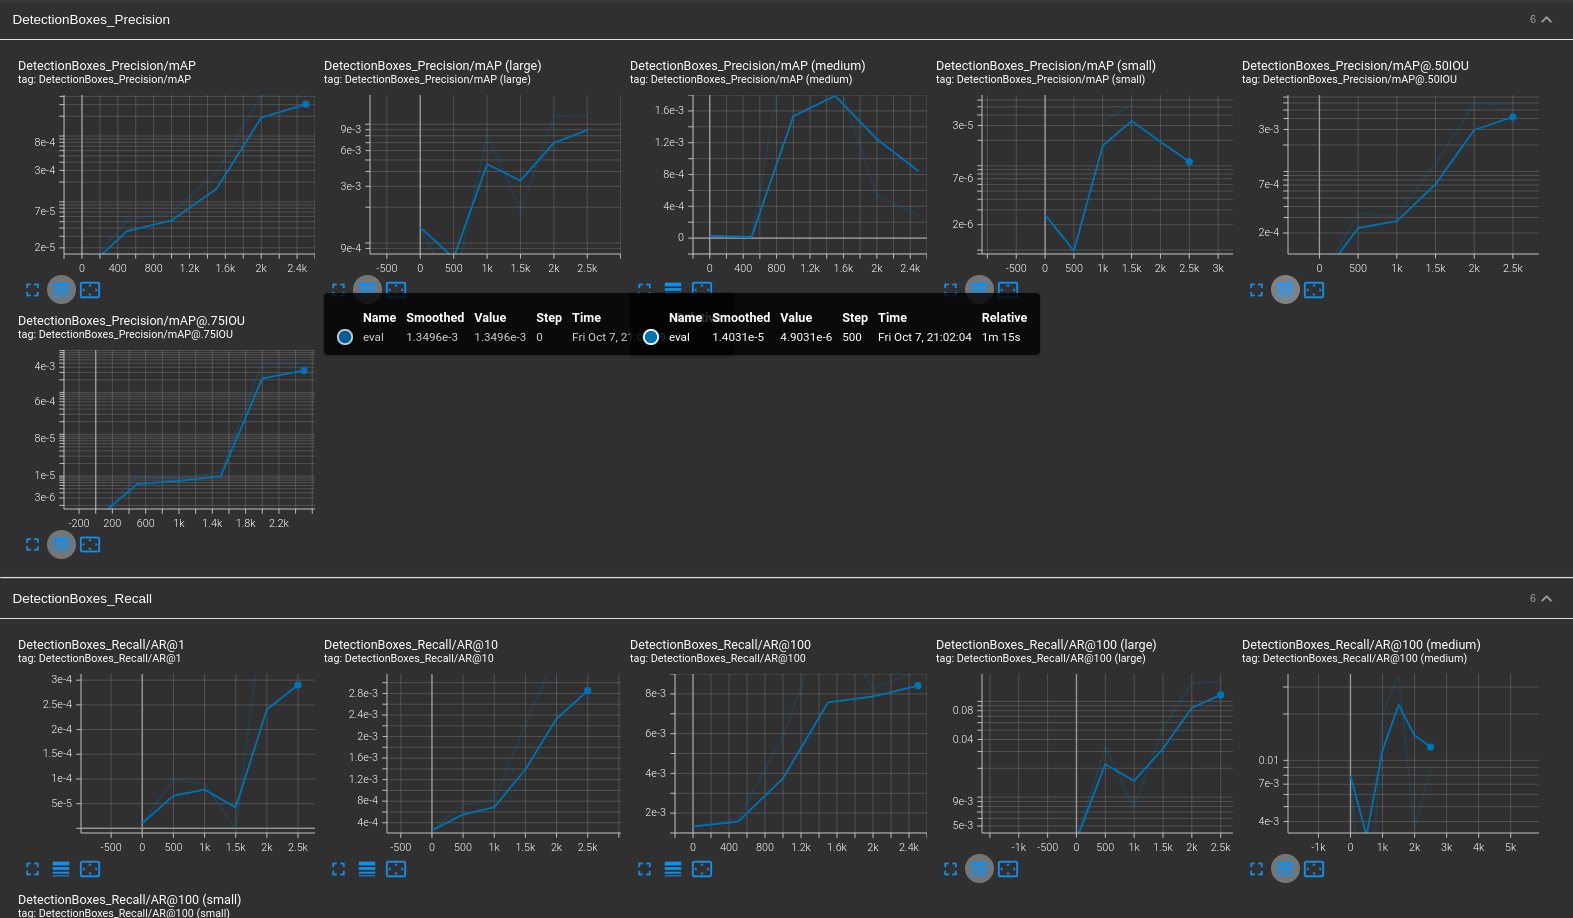 DetectionBoxes_Precision
6
DetectionBoxes_Precision/mAP
tag: DetectionBoxes_Precision/mAP
8e-4
3e-4
7e-5
2e-5
0 400 800 1.2k 1.6k 2k 2.4k
DetectionBoxes_Precision/mAP (large)
tag: DetectionBoxes_Precision/mAP (large)
9e-3
6e-3
3e-3
9e-4
-500 0 500 1k 1.5k 2k 2.5k
DetectionBoxes_Precision/mAP (medium)
tag: DetectionBoxes_Precision/mAP (medium)
1.6e-3
1.2e-3
8e-4
4e-4
0
0 400 800 1.2k 1.6k 2k 2.4k
DetectionBoxes_Precision/mAP (small)
tag: DetectionBoxes_Precision/mAP (small)
3e-5
7e-6
2e-6
-500 0 500 1k 1.5k 2k 2.5k 3k
DetectionBoxes_Precision/mAP@.50IOU
tag: DetectionBoxes_Precision/mAP@.50IOU
3e-3
7e-4
2e-4
0 500 1k 1.5k 2k 2.5k
Name Smoothed Value Step Time
eval 1.3496e-3 1.3496e-3 0 Fri Oct 7, 21:
Name Smoothed Value Step Time Relative
eval 1.4031e-5 4.9031e-6 500 Fri Oct 7, 21:02:04 1m 15s
DetectionBoxes_Precision/mAP@.75IOU
tag: DetectionBoxes_Precision/mAP@.75IOU
4e-3
6e-4
8e-5
1e-5
3e-6
-200 200 600 1k 1.4k 1.8k 2.2k
DetectionBoxes_Recall
6
DetectionBoxes_Recall/AR@1
tag: DetectionBoxes_Recall/AR@1
3e-4
2.5e-4
2e-4
1.5e-4
1e-4
5e-5
-500 0 500 1k 1.5k 2k 2.5k
DetectionBoxes_Recall/AR@10
tag: DetectionBoxes_Recall/AR@10
2.8e-3
2.4e-3
2e-3
1.6e-3
1.2e-3
8e-4
4e-4
-500 0 500 1k 1.5k 2k 2.5k
DetectionBoxes_Recall/AR@100
tag: DetectionBoxes_Recall/AR@100
8e-3
6e-3
4e-3
2e-3
0 400 800 1.2k 1.6k 2k 2.4k
DetectionBoxes_Recall/AR@100 (large)
tag: DetectionBoxes_Recall/AR@100 (large)
0.08
0.04
9e-3
5e-3
-1k -500 0 500 1k 1.5k 2k 2.5k
DetectionBoxes_Recall/AR@100 (medium)
tag: DetectionBoxes_Recall/AR@100 (medium)
0.01
7e-3
4e-3
-1k 0 1k 2k 3k 4k 5k
DetectionBoxes_Recall/AR@100 (small)
tag: DetectionBoxes_Recall/AR@100 (small)